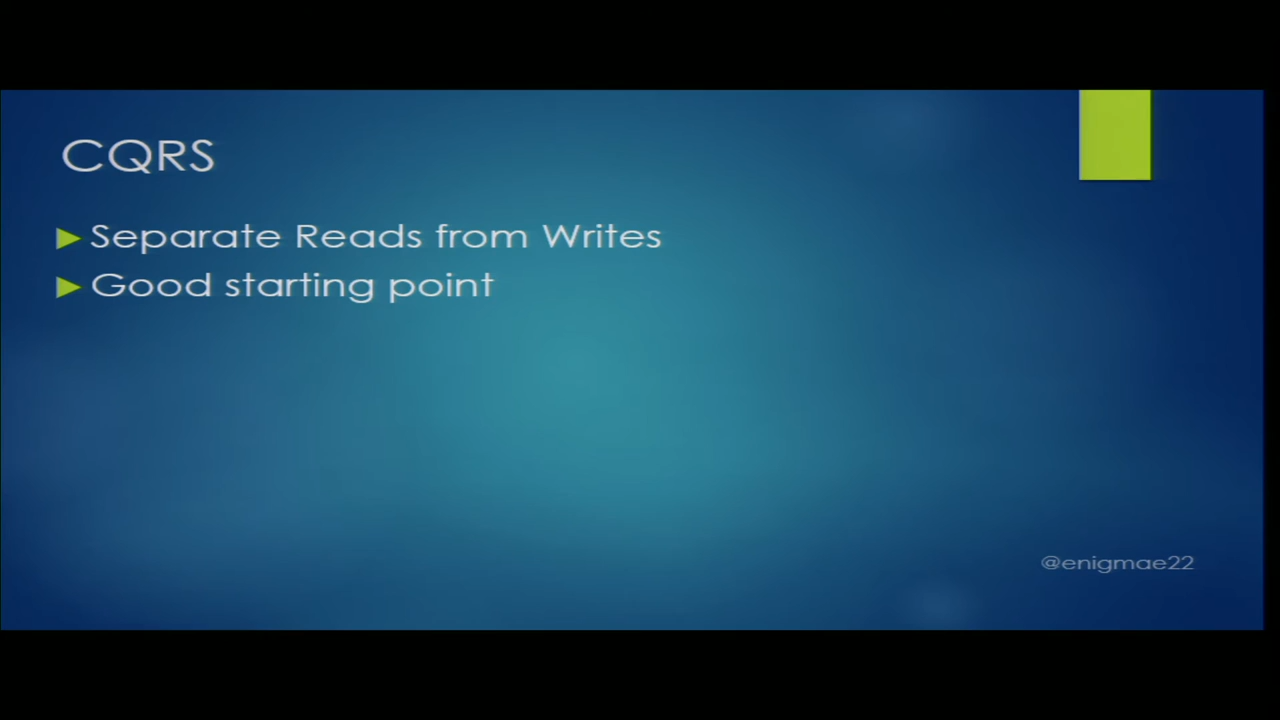 CQRS
Separate Reads from Writes
Good starting point
@enigmae22